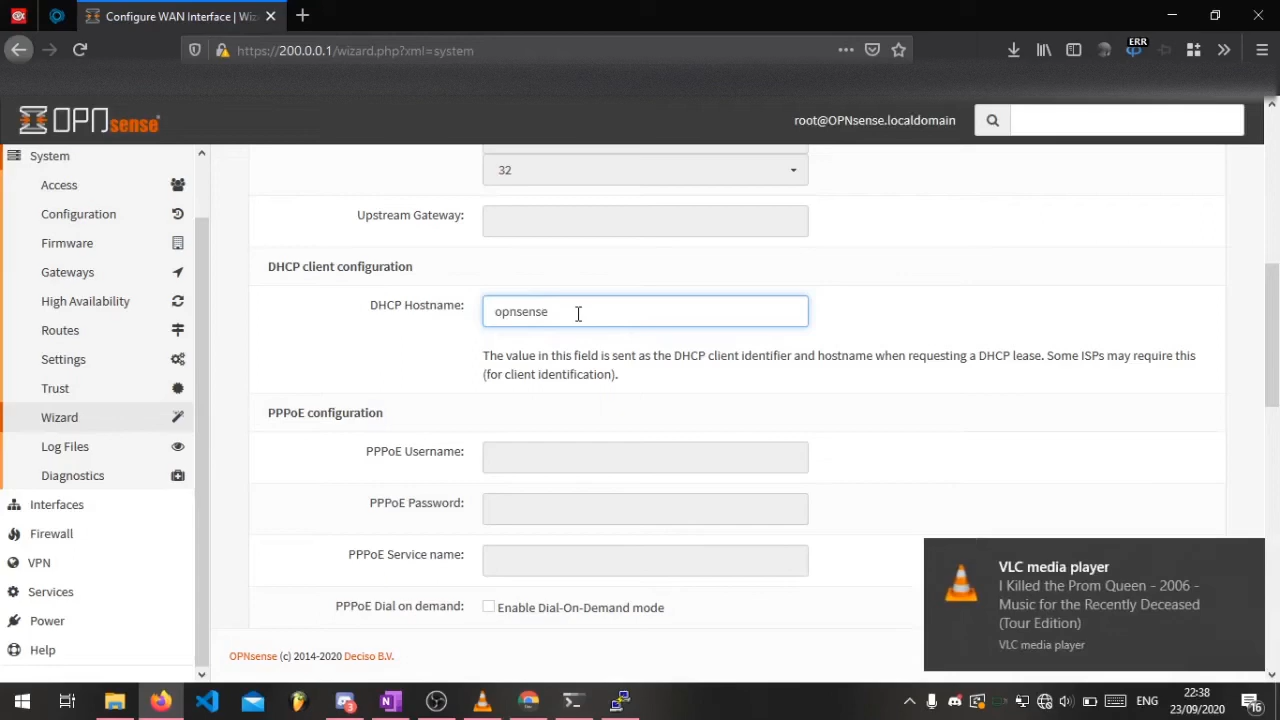 Configure WAN Interface | Wiz
https://200.0.0.1/wizard.php?xml=system
ERR
OPNsense
root@OPNsense.localdomain
System
Access
Configuration
Firmware
Gateways
High Availability
Routes
Settings
Trust
Wizard
Log Files
Diagnostics
Interfaces
Firewall
VPN
Services
Power
Help
32
Upstream Gateway:
DHCP client configuration
DHCP Hostname:
opnsense
The value in this field is sent as the DHCP client identifier and hostname when requesting a DHCP lease. Some ISPs may require this
(for client identification).
PPPoE configuration
PPPoE Username:
PPPoE Password:
PPPoE Service name:
PPPoE Dial on demand:
Enable Dial-On-Demand mode
OPNsense (c) 2014-2020 Deciso B.V.
VLC media player
I Killed the Prom Queen - 2006 -
Music for the Recently Deceased
(Tour Edition)
VLC media player
3
ENG
22:38
23/09/2020
16